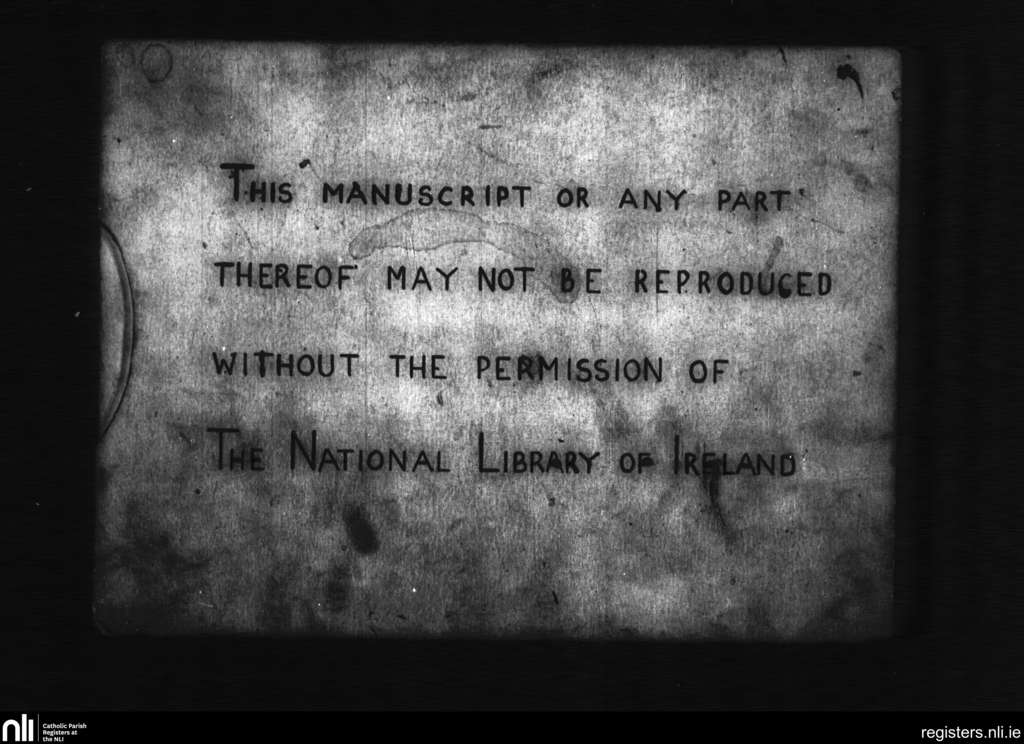 THIS MANUSCRIPT OR ANY PART
THEREOF MAY NOT BE REPRODUCED
WITHOUT THE PERMISSION OF
THE NATIONAL LIBRARY OF IRELAND
nli
Catholic Parish
Registers at
the NLI
registers.nli.ie